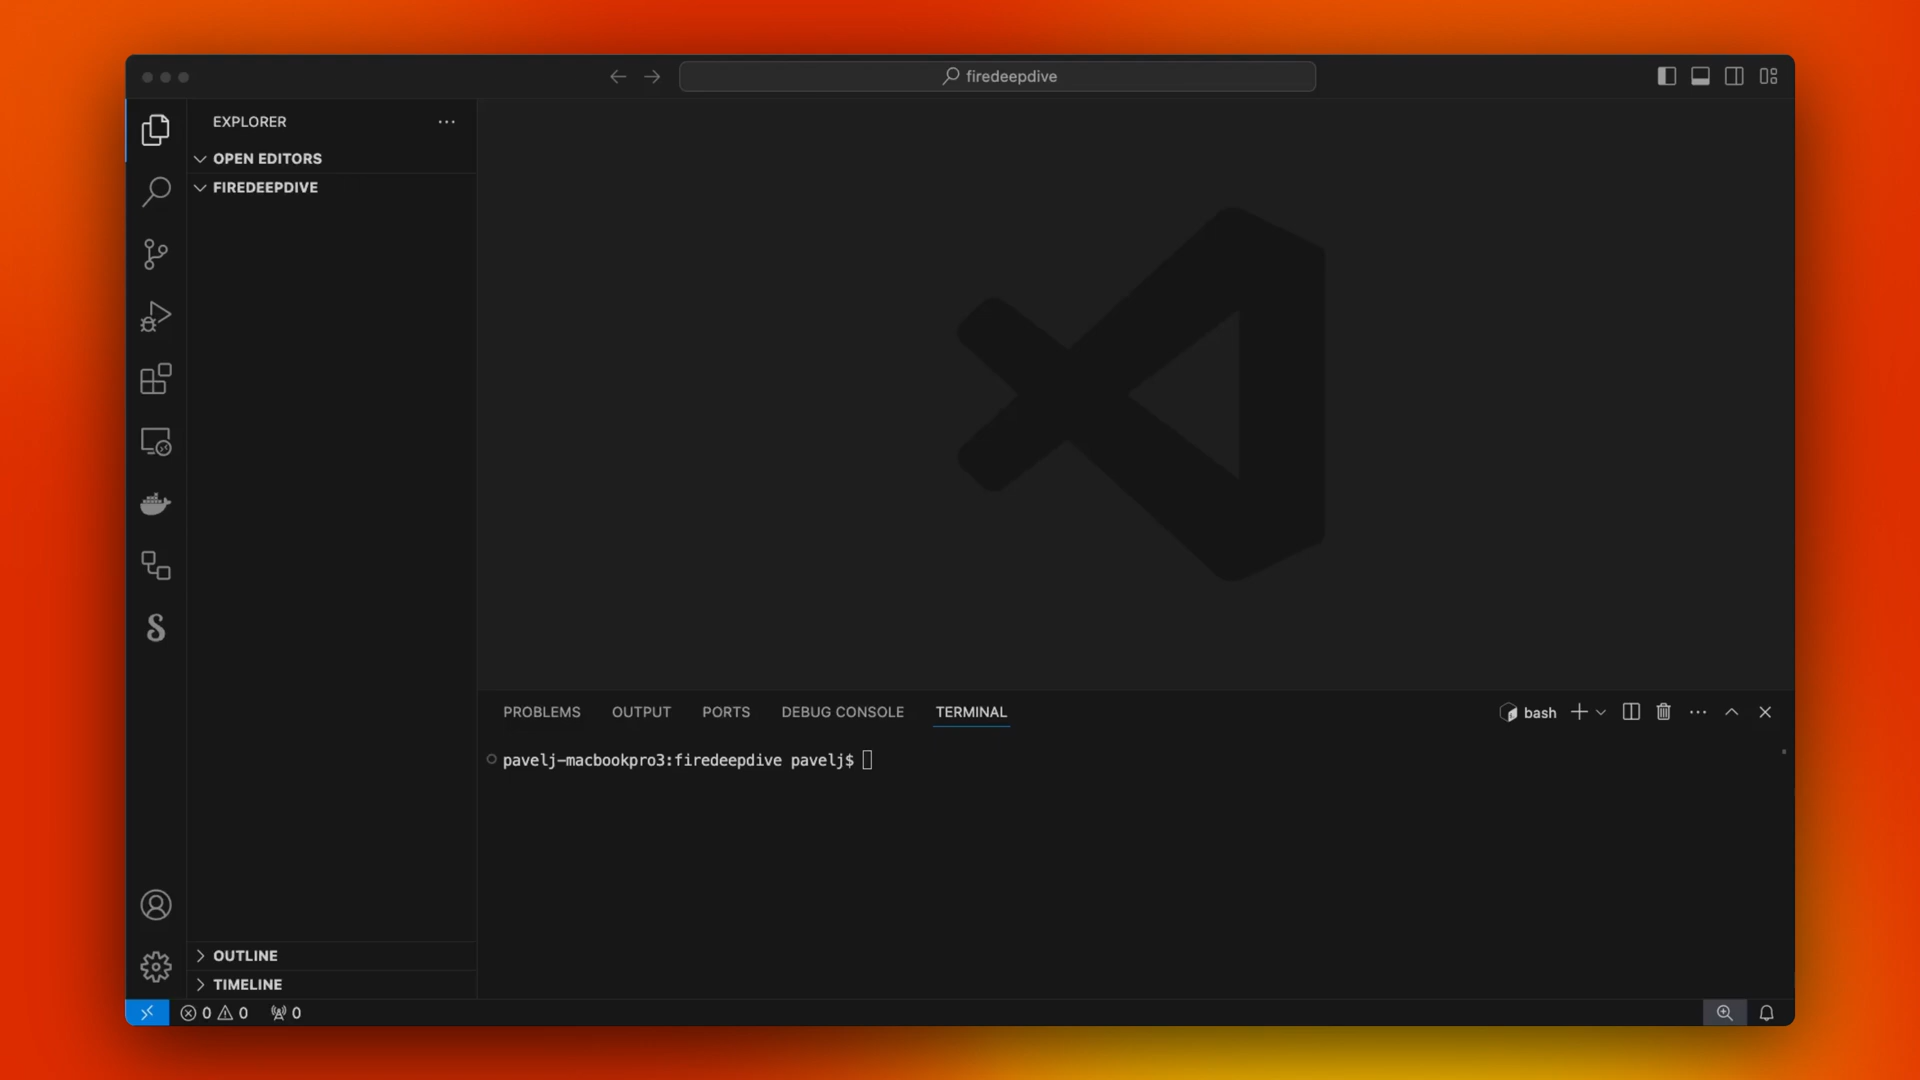 firedeepdive
EXPLORER
OPEN EDITORS
FIREDEEPDIVE
PROBLEMS OUTPUT PORTS DEBUG CONSOLE TERMINAL bash
pavelj-macbookpro3:firedeepdive pavelj$
OUTLINE
TIMELINE
0 0 0